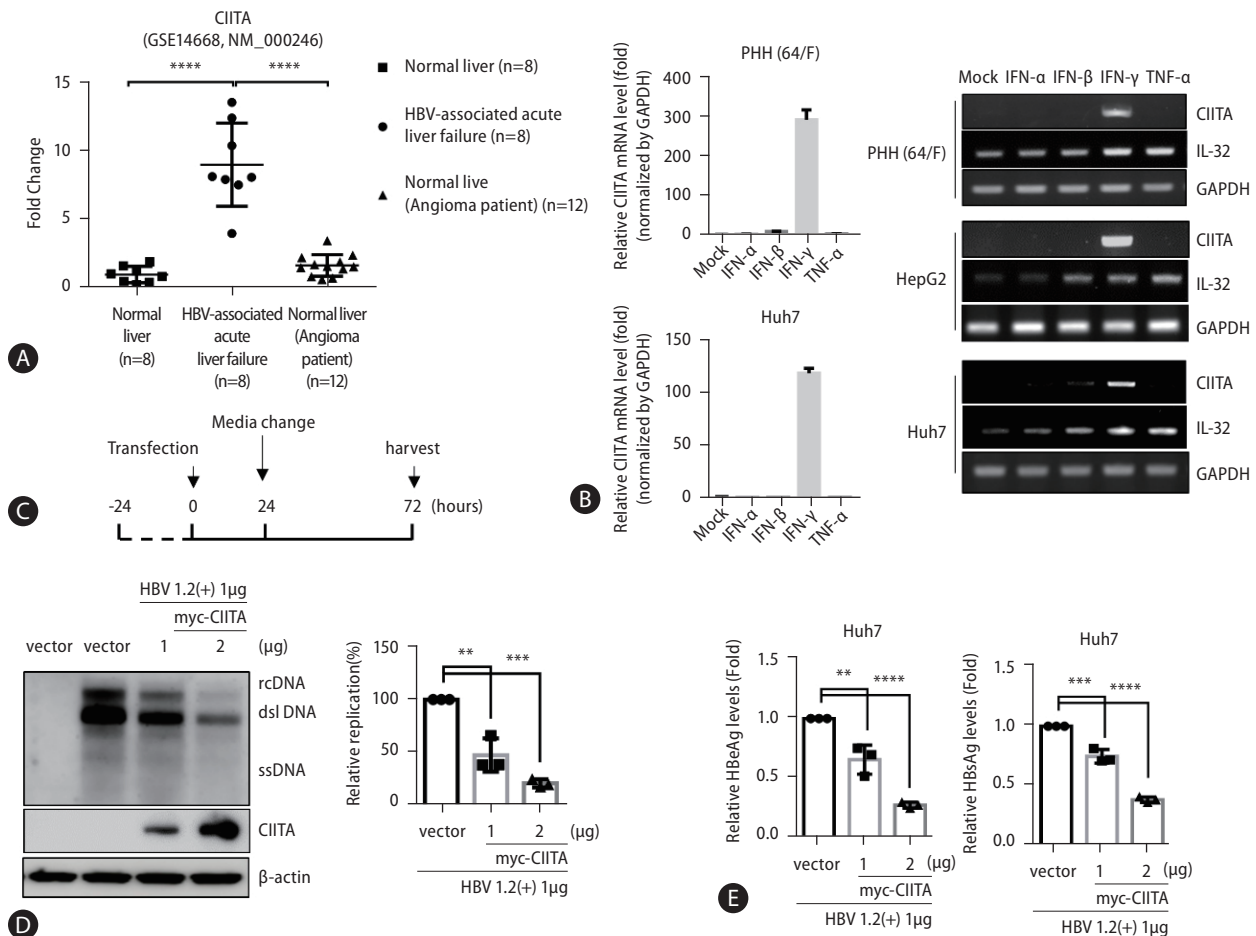 CIITA
(GSE14668, NM_000246)
****
****
15
10
5
0
Fold Change
Normal liver (n=8)
HBV-associated acute
liver failure (n=8)
Normal live
(Angioma patient) (n=12)
Normal
liver
(n=8)
HBV-associated
acute
liver failure
(n=8)
Normal liver
(Angioma
patient)
(n=12)
A
PHH (64/F)
Relative CIITA mRNA level (fold)
(normalized by GAPDH)
400
300
200
100
0
Mock
IFN-α
IFN-β
IFN-γ
TNF-α
Huh7
Relative CIITA mRNA level (fold)
(normalized by GAPDH)
150
100
50
0
Mock
IFN-α
IFN-β
IFN-γ
TNF-α
B
Mock IFN-α IFN-β IFN-γ TNF-α
PHH (64/F)
CIITA
IL-32
GAPDH
HepG2
CIITA
IL-32
GAPDH
Huh7
CIITA
IL-32
GAPDH
Media change
Transfection
harvest
-24 0 24 72 (hours)
C
HBV 1.2(+) 1μg
myc-CIITA
vector vector 1 2 (μg)
rcDNA
dsl DNA
ssDNA
CIITA
β-actin
D
Relative replication(%)
150
100
50
0
**
***
vector 1 2 (μg)
myc-CIITA
HBV 1.2(+) 1μg
E
Huh7
Relative HBeAg levels (Fold)
1.5
1.0
0.5
0.0
**
****
vector 1 2 (μg)
myc-CIITA
HBV 1.2(+) 1μg
Huh7
Relative HBsAg levels (Fold)
1.5
1.0
0.5
0.0
***
****
vector 1 2 (μg)
myc-CIITA
HBV 1.2(+) 1μg